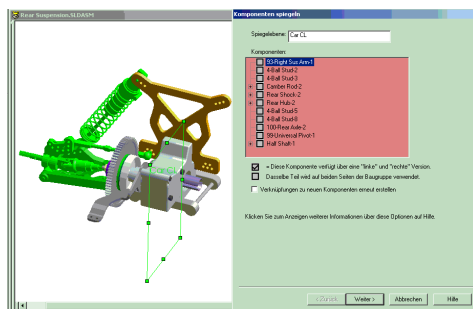 Rear Suspension.SLDASM
Komponenten spiegeln
Spiegelebene: Car CL
Komponenten:
93-Right Sus Arm-1
4-Ball Stud-2
4-Ball Stud-3
Camber Rod-2
Rear Shock-2
Rear Hub-2
4-Ball Stud-5
4-Ball Stud-8
100-Rear Axle-2
99-Universal Pivot-1
Half Shaft-1
= Diese Komponente verfügt über eine "linke" und "rechte" Version.
Dasselbe Teil wird auf beiden Seiten der Baugruppe verwendet.
Verknüpfungen zu neuen Komponenten erneut erstellen
Klicken Sie zum Anzeigen weiterer Informationen über diese Optionen auf Hilfe.
< Zurück Weiter > Abbrechen Hilfe